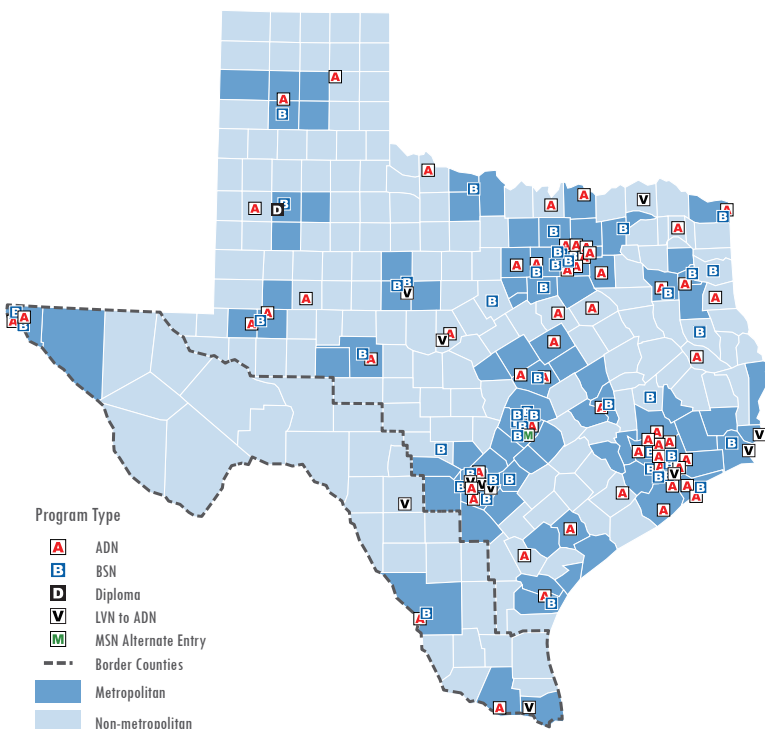 Program Type
A ADN
B BSN
D Diploma
V LVN to ADN
M MSN Alternate Entry
Border Counties
Metropolitan
Non-metropolitan